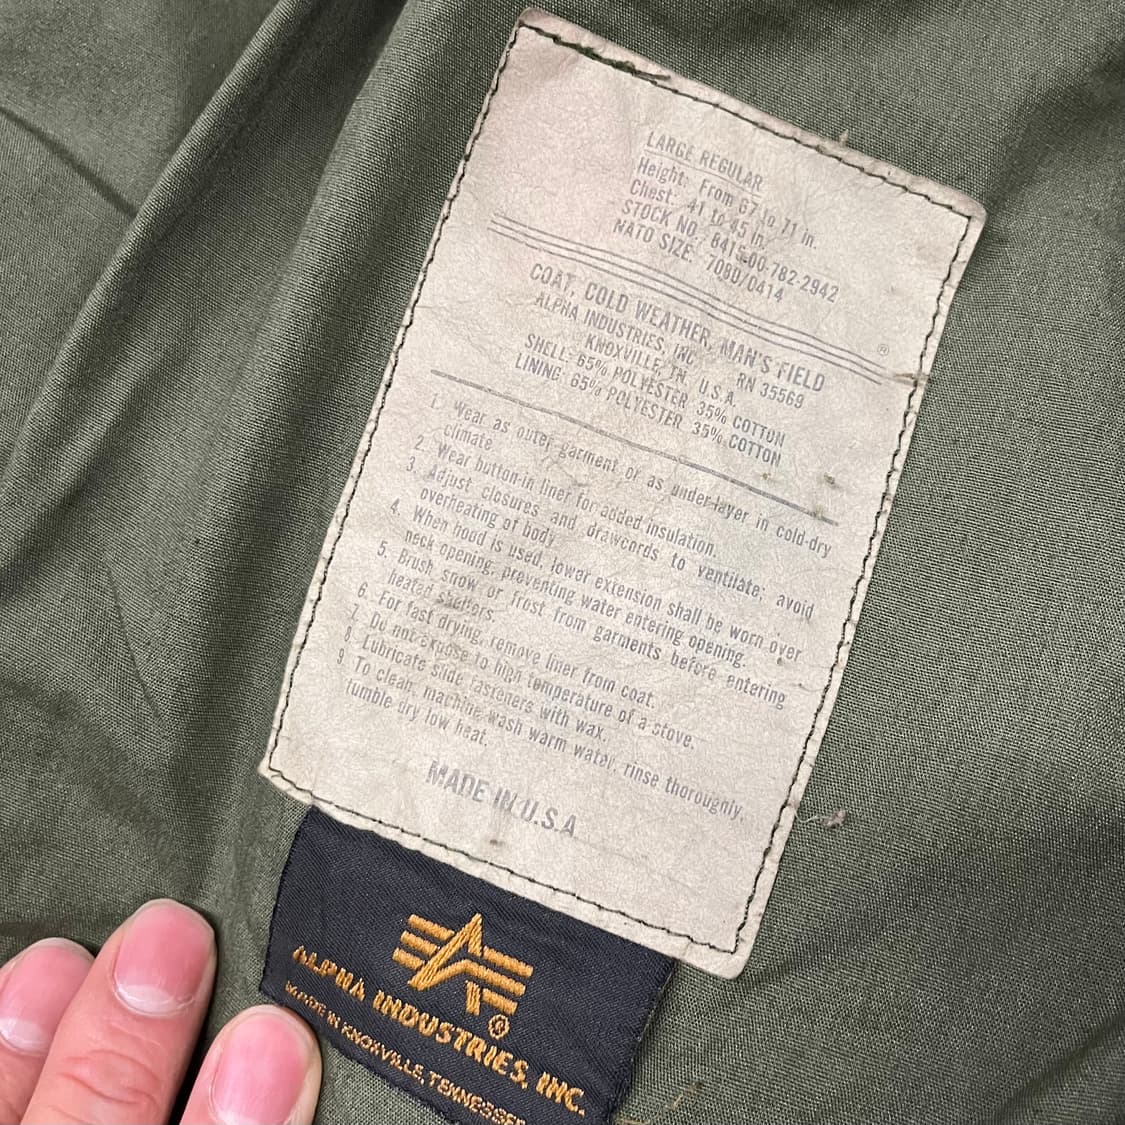 LARGE REGULAR
Height: From 67 to 71 in.
Chest: 41 to 45 in.
STOCK NO. 8415-00-782-2942
NATO SIZE: 7080/0414
®
COAT, COLD WEATHER, MAN'S FIELD
ALPHA INDUSTRIES, INC. RN 35569
KNOXVILLE, TN. U.S.A.
SHELL: 65% POLYESTER 35% COTTON
LINING: 65% POLYESTER 35% COTTON
1. Wear as outer garment or as under-layer in cold-dry
climate.
2. Wear button-in liner for added insulation.
3. Adjust closures and drawcords to ventilate; avoid
overheating of body.
4. When hood is used, lower extension shall be worn over
neck opening, preventing water entering opening.
5. Brush snow or frost from garments before entering
heated shelters.
6. For fast drying, remove liner from coat.
7. Do not expose to high temperature of a stove.
8. Lubricate slide fasteners with wax.
9. To clean, machine wash warm water, rinse thoroughly,
tumble dry low heat.
MADE IN U.S.A
®
ALPHA INDUSTRIES, INC.
MADE IN KNOXVILLE, TENNESSEE